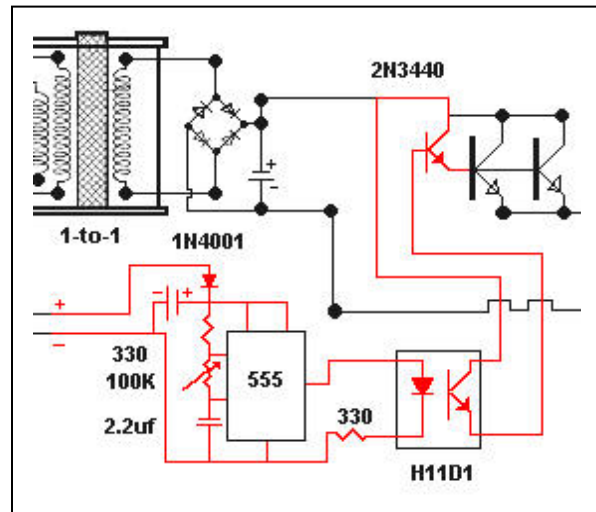 2N3440
1-to-1
1N4001
+
-
- +
+
-
330
100K
2.2uf
555
330
H11D1